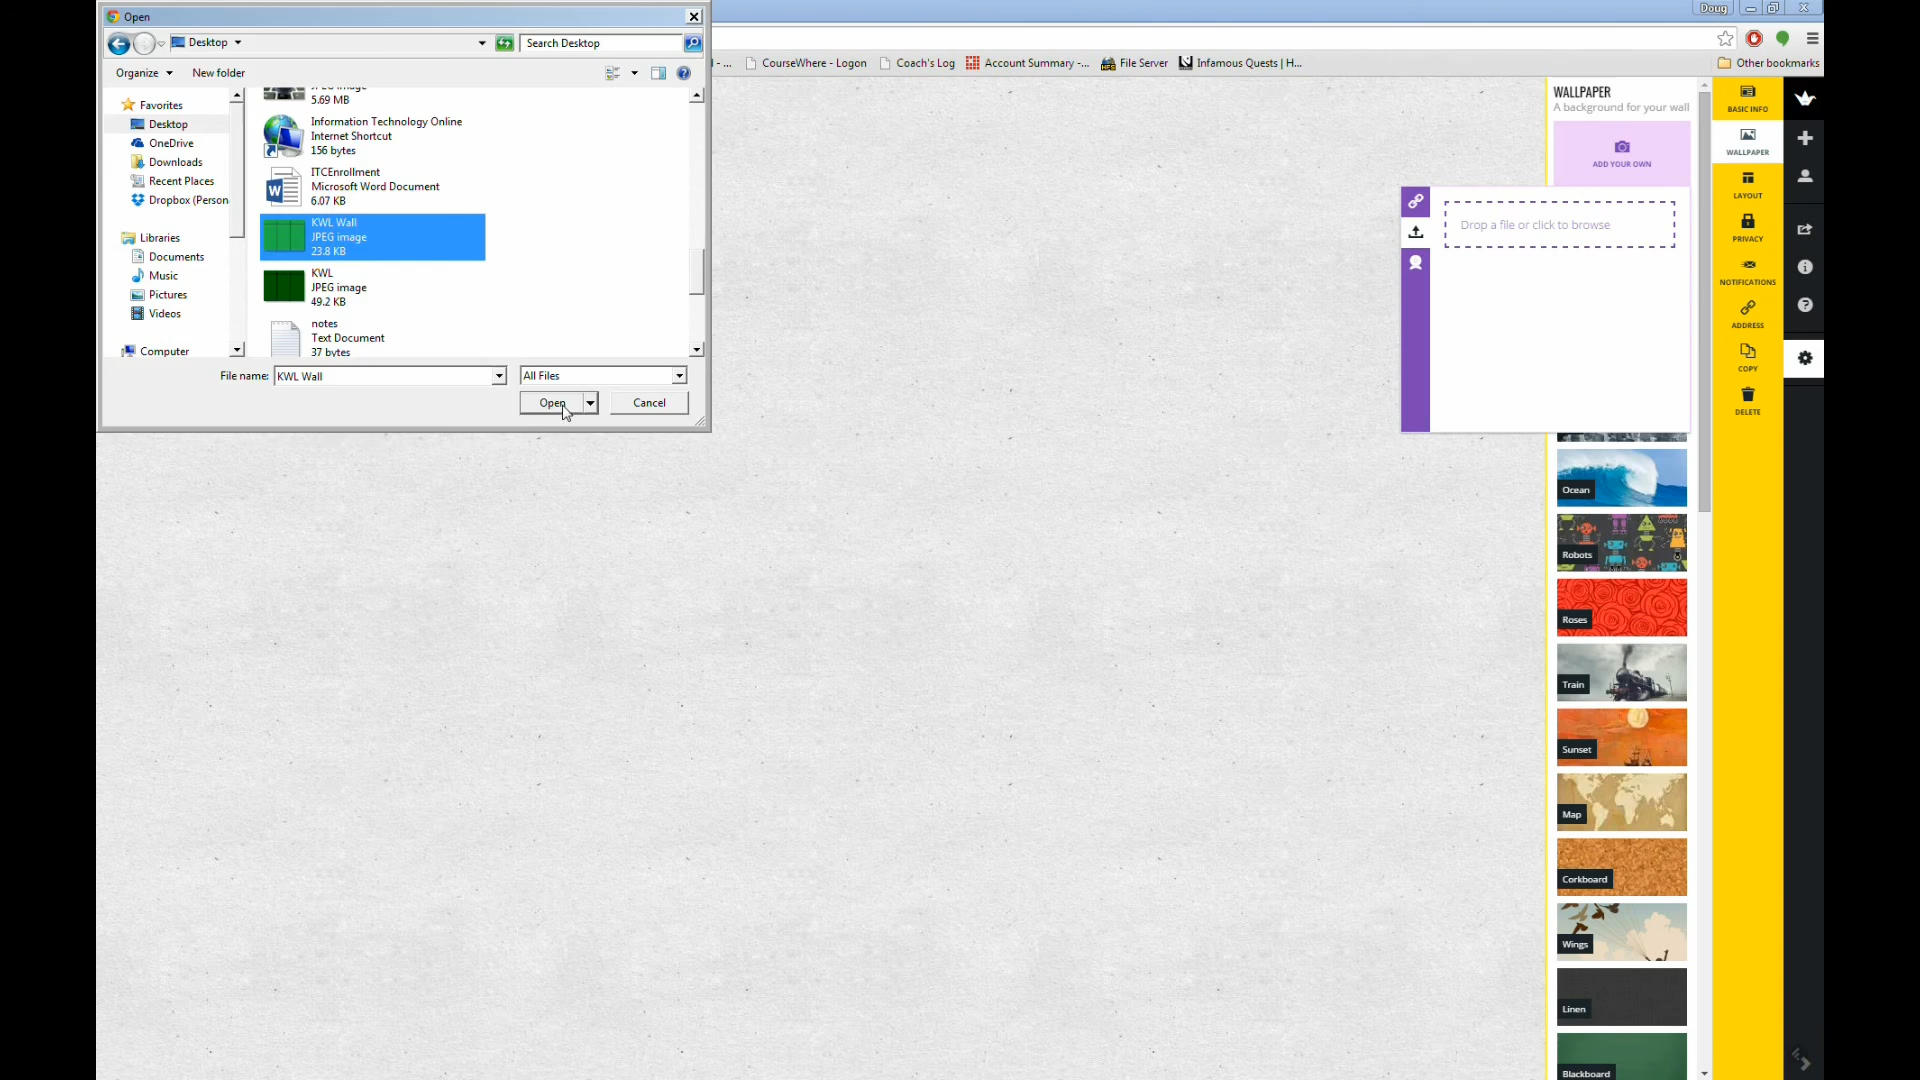 Open
Doug
Desktop
Search Desktop
Organize
New folder
- ...
CourseWhere - Logon
Coach's Log
Account Summary -...
File Server
Infamous Quests | H...
Other bookmarks
Favorites
Desktop
OneDrive
Downloads
Recent Places
Dropbox (Person
Libraries
Documents
Music
Pictures
Videos
Computer
5.69 MB
Information Technology Online
Internet Shortcut
156 bytes
ITCEnrollment
Microsoft Word Document
6.07 KB
KWL Wall
JPEG image
23.8 KB
KWL
JPEG image
49.2 KB
notes
Text Document
37 bytes
File name:
KWL Wall
All Files
Open
Cancel
WALLPAPER
A background for your wall
ADD YOUR OWN
Drop a file or click to browse
Ocean
Robots
Roses
Train
Sunset
Map
Corkboard
Wings
Linen
Blackboard
BASIC INFO
WALLPAPER
LAYOUT
PRIVACY
NOTIFICATIONS
ADDRESS
COPY
DELETE